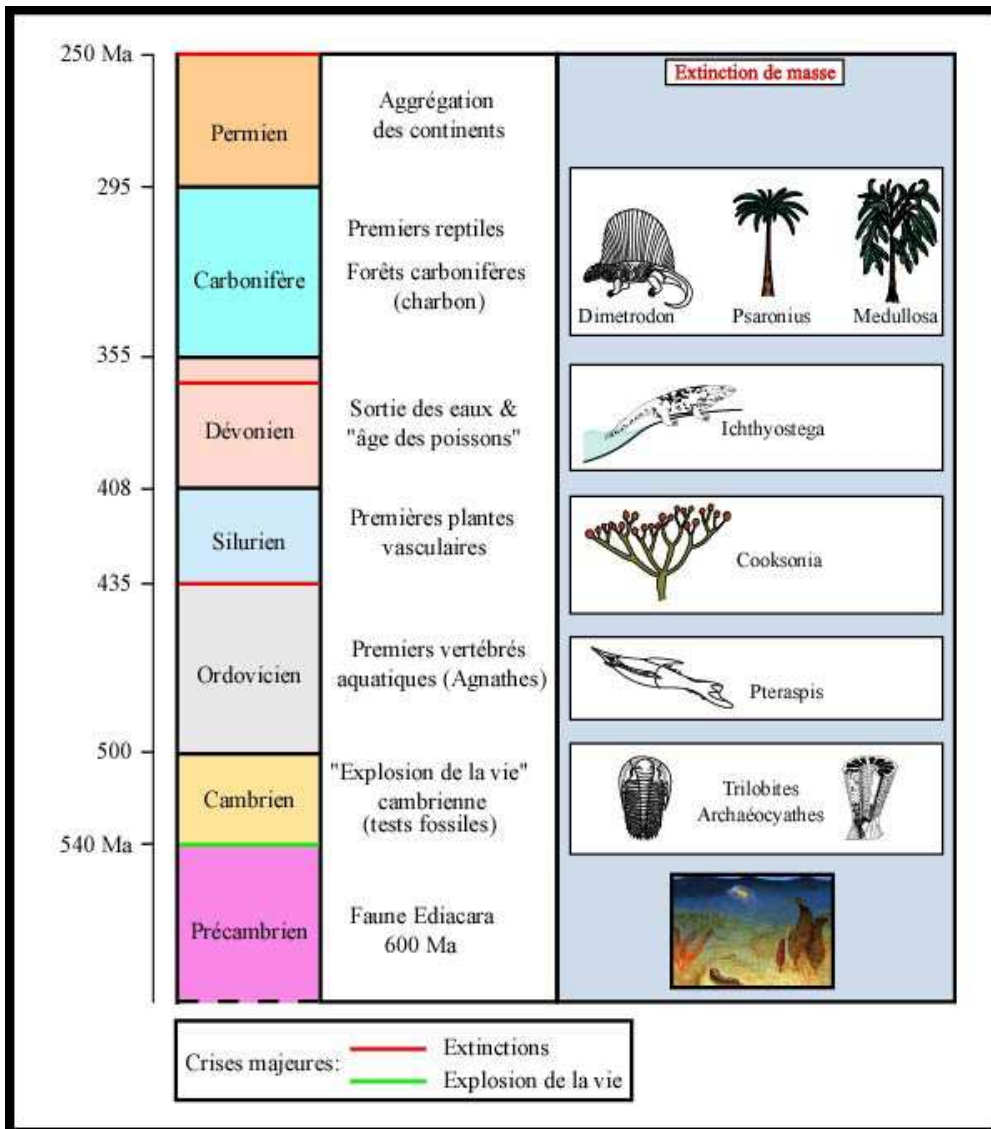 250 Ma
Extinction de masse
Permien
Aggrégation
des continents
295
Carbonifère
Premiers reptiles
Forêts carbonifères
(charbon)
Dimetrodon
Psaronius
Medullosa
355
Dévonien
Sortie des eaux &
"âge des poissons"
Ichthyostega
408
Silurien
Premières plantes
vasculaires
Cooksonia
435
Ordovicien
Premiers vertébrés
aquatiques (Agnathes)
Pteraspis
500
Cambrien
"Explosion de la vie"
cambrienne
(tests fossiles)
Trilobites
Archaéocyathes
540 Ma
Précambrien
Faune Ediacara
600 Ma
Crises majeures:
Extinctions
Explosion de la vie